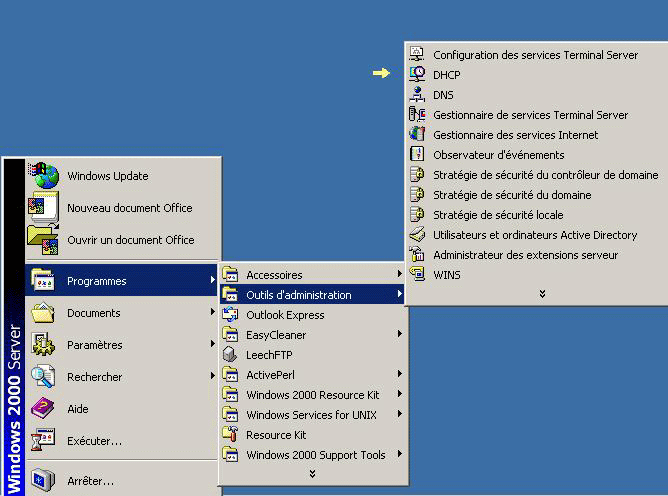 Windows Update
Nouveau document Office
Ouvrir un document Office
Programmes
Documents
Paramètres
Rechercher
Aide
Exécuter...
Arrêter...
Windows 2000 Server
Accessoires
Outils d'administration
Outlook Express
EasyCleaner
LeechFTP
ActivePerl
Windows 2000 Resource Kit
Windows Services for UNIX
Resource Kit
Windows 2000 Support Tools
Configuration des services Terminal Server
DHCP
DNS
Gestionnaire de services Terminal Server
Gestionnaire des services Internet
Observateur d'événements
Stratégie de sécurité du contrôleur de domaine
Stratégie de sécurité du domaine
Stratégie de sécurité locale
Utilisateurs et ordinateurs Active Directory
Administrateur des extensions serveur
WINS